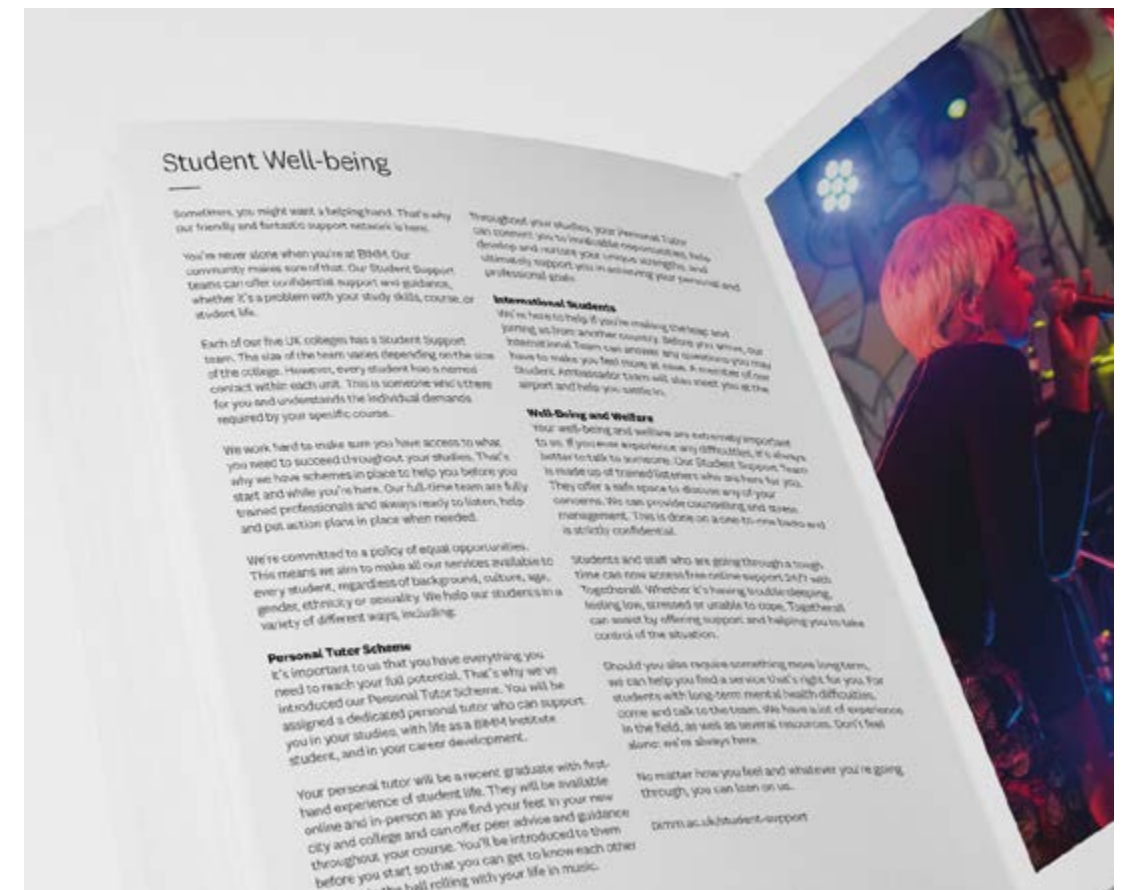 Student Well-being
Sometimes, you might want a helping hand. That's why
our friendly and fantastic support network is here.
You're never alone when you're at BIMM. Our
community makes sure of that. Our Student Support
teams can offer confidential support and guidance,
whether it's a problem with your study skills, course, or
student life.
Each of our five UK colleges has a Student Support
team. The size of the team varies depending on the size
of the college. However, every student has a named
contact within each unit. This is someone who's there
for you and understands the individual demands
required by your specific course.
We work hard to make sure you have access to what
you need to succeed throughout your studies. That's
why we have schemes in place to help you before you
start and while you're here. Our full-time team are fully
trained professionals and always ready to listen, help
and put action plans in place when needed.
We're committed to a policy of equal opportunities.
This means we aim to make all our services available to
every student, regardless of background, culture, age,
gender, ethnicity or sexuality. We help our students in a
variety of different ways, including:
Personal Tutor Scheme
It's important to us that you have everything you
need to reach your full potential. That's why we've
introduced our Personal Tutor Scheme. You will be
assigned a dedicated personal tutor who can support
you in your studies, with life as a BIMM Institute
student, and in your career development.
Your personal tutor will be a recent graduate with first-
hand experience of student life. They will be available
online and in-person as you find your feet in your new
city and college and can offer peer advice and guidance
throughout your course. You'll be introduced to them
before you start so that you can get to know each other
the ball rolling with your life in music.
Throughout your studies, your Personal Tutor
can connect you to invaluable opportunities, help
develop and nurture your unique strengths, and
ultimately support you in achieving your personal and
professional goals.
International Students
We're here to help if you're making the leap and
joining us from another country. Before you arrive, our
International Team can answer any questions you may
have to make you feel more at ease. A member of our
Student Ambassador team will also meet you at the
airport and help you settle in.
Well-Being and Welfare
Your well-being and welfare are extremely important
to us. If you ever experience any difficulties, it's always
better to talk to someone. Our Student Support Team
is made up of trained listeners who are here for you.
They offer a safe space to discuss any of your
concerns. We can provide counselling and stress
management. This is done on a one-to-one basis and
is strictly confidential.
Students and staff who are going through a tough
time can now access free online support 24/7 with
Togetherall. Whether it's having trouble sleeping,
feeling low, stressed or unable to cope, Togetherall
can assist by offering support and helping you to take
control of the situation.
Should you also require something more long term,
we can help you find a service that's right for you. For
students with long-term mental health difficulties,
come and talk to the team. We have a lot of experience
in the field, as well as several resources. Don't feel
alone: we're always here.
No matter how you feel and whatever you're going
through, you can lean on us.
bimm.ac.uk/student-support